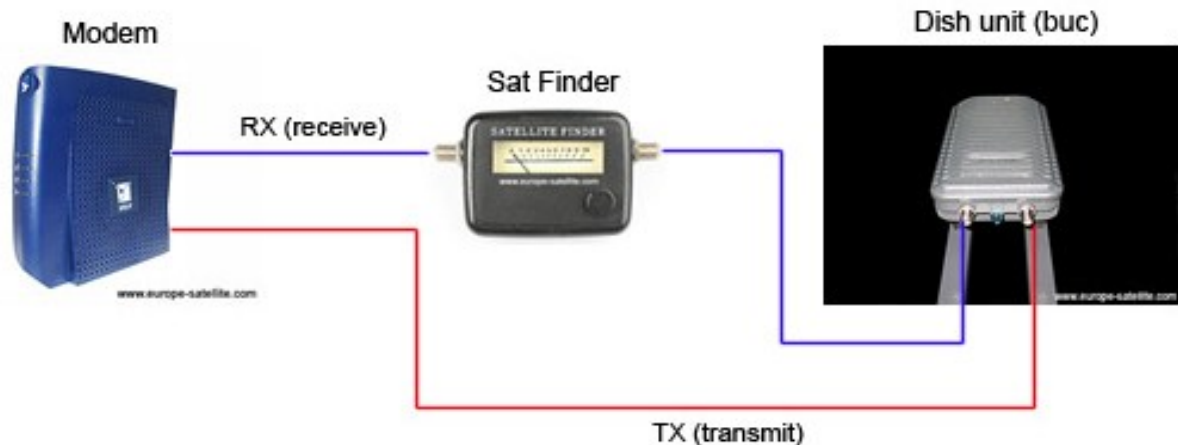 Modem
Dish unit (buc)
Sat Finder
RX (receive)
SATELLITE FINDER
www.europe-satellite.com
www.europe-satellite.com
www.europe-satellite.com
TX (transmit)